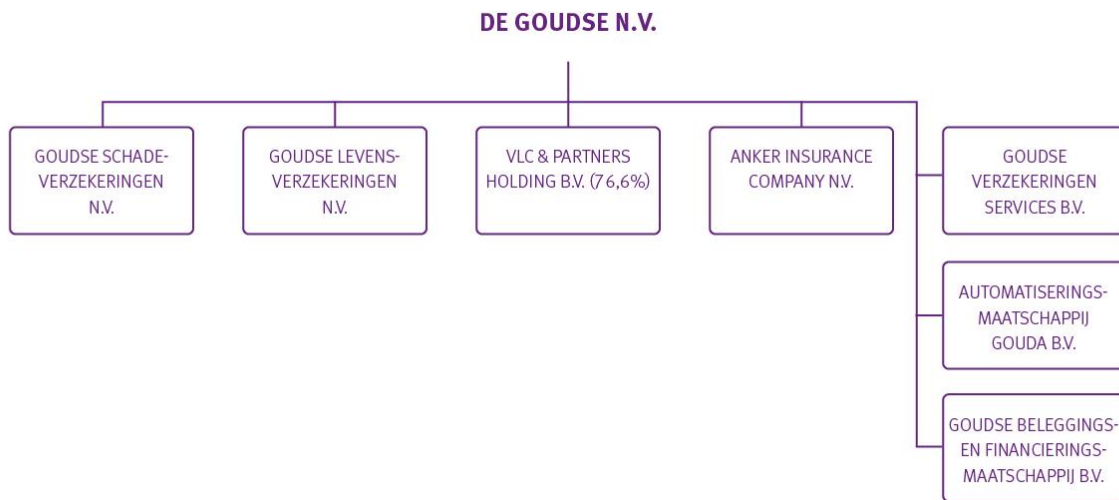 DE GOUDSE N.V.
GOUDSE SCHADE-
VERZEKERINGEN
N.V.
GOUDSE LEVENS-
VERZEKERINGEN
N.V.
VLC & PARTNERS
HOLDING B.V. (76,6%)
ANKER INSURANCE
COMPANY N.V.
GOUDSE
VERZEKERINGEN
SERVICES B.V.
AUTOMATISERINGS-
MAATSCHAPPIJ
GOUDA B.V.
GOUDSE BELEGGINGS-
EN FINANCIERINGS-
MAATSCHAPPIJ B.V.